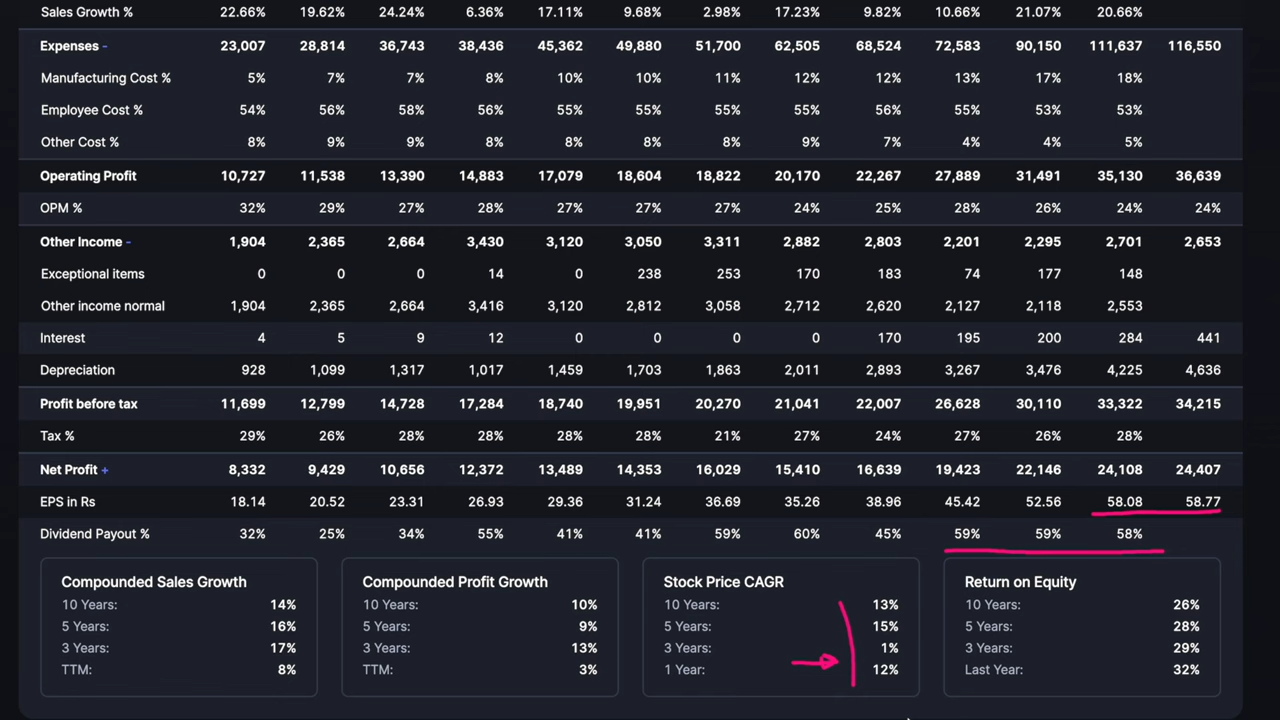 Sales Growth % 22.66% 19.62% 24.24% 6.36% 17.11% 9.68% 2.98% 17.23% 9.82% 10.66% 21.07% 20.66%
Expenses - 23,007 28,814 36,743 38,436 45,362 49,880 51,700 62,505 68,524 72,583 90,150 111,637 116,550
Manufacturing Cost % 5% 7% 7% 8% 10% 10% 11% 12% 12% 13% 17% 18%
Employee Cost % 54% 56% 58% 56% 55% 55% 55% 55% 56% 55% 53% 53%
Other Cost % 8% 9% 9% 8% 8% 8% 8% 9% 7% 4% 4% 5%
Operating Profit 10,727 11,538 13,390 14,883 17,079 18,604 18,822 20,170 22,267 27,889 31,491 35,130 36,639
OPM % 32% 29% 27% 28% 27% 27% 27% 24% 25% 28% 26% 24% 24%
Other Income - 1,904 2,365 2,664 3,430 3,120 3,050 3,311 2,882 2,803 2,201 2,295 2,701 2,653
Exceptional items 0 0 0 14 0 238 253 170 183 74 177 148
Other income normal 1,904 2,365 2,664 3,416 3,120 2,812 3,058 2,712 2,620 2,127 2,118 2,553
Interest 4 5 9 12 0 0 0 0 170 195 200 284 441
Depreciation 928 1,099 1,317 1,017 1,459 1,703 1,863 2,011 2,893 3,267 3,476 4,225 4,636
Profit before tax 11,699 12,799 14,728 17,284 18,740 19,951 20,270 21,041 22,007 26,628 30,110 33,322 34,215
Tax % 29% 26% 28% 28% 28% 28% 21% 27% 24% 27% 26% 28%
Net Profit + 8,332 9,429 10,656 12,372 13,489 14,353 16,029 15,410 16,639 19,423 22,146 24,108 24,407
EPS in Rs 18.14 20.52 23.31 26.93 29.36 31.24 36.69 35.26 38.96 45.42 52.56 58.08 58.77
Dividend Payout % 32% 25% 34% 55% 41% 41% 59% 60% 45% 59% 59% 58%
Compounded Sales Growth
10 Years: 14%
5 Years: 16%
3 Years: 17%
TTM: 8%
Compounded Profit Growth
10 Years: 10%
5 Years: 9%
3 Years: 13%
TTM: 3%
Stock Price CAGR
10 Years: 13%
5 Years: 15%
3 Years: 1%
1 Year: 12%
Return on Equity
10 Years: 26%
5 Years: 28%
3 Years: 29%
Last Year: 32%